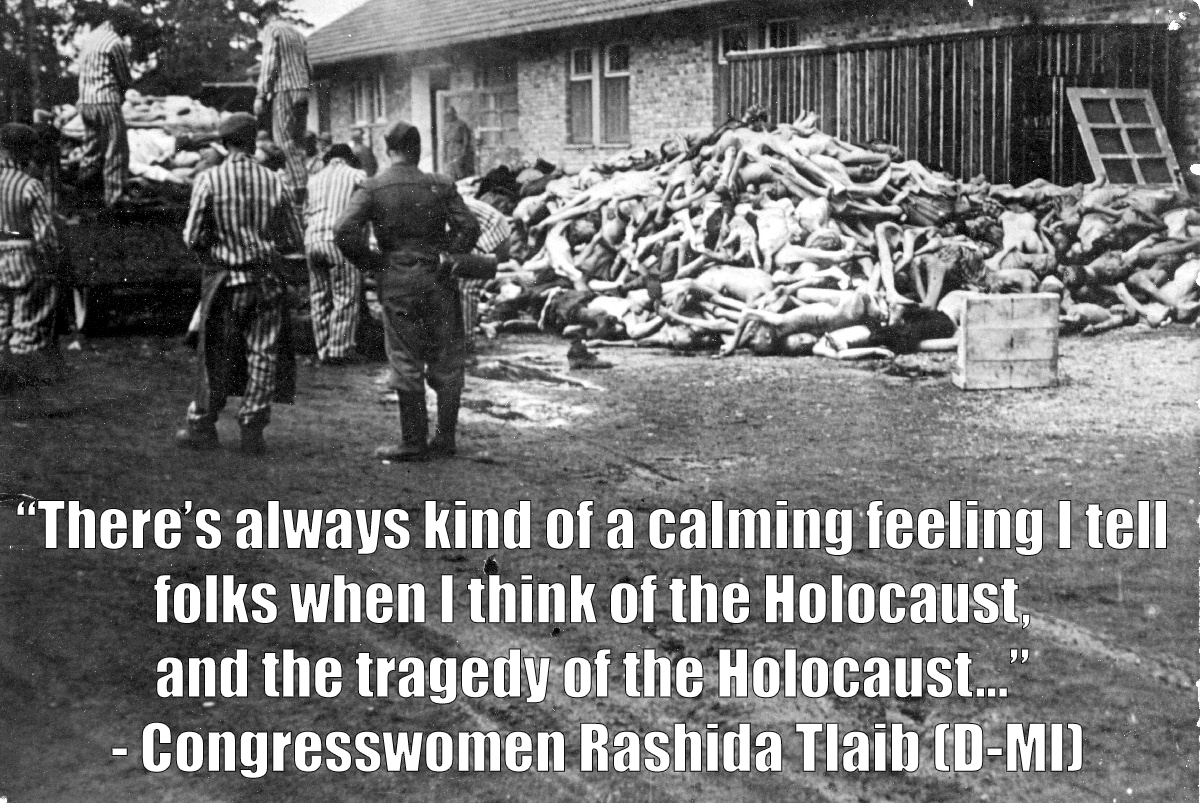 “There’s always kind of a calming feeling I tell
folks when I think of the Holocaust,
and the tragedy of the Holocaust...”
- Congresswomen Rashida Tlaib (D-MI)